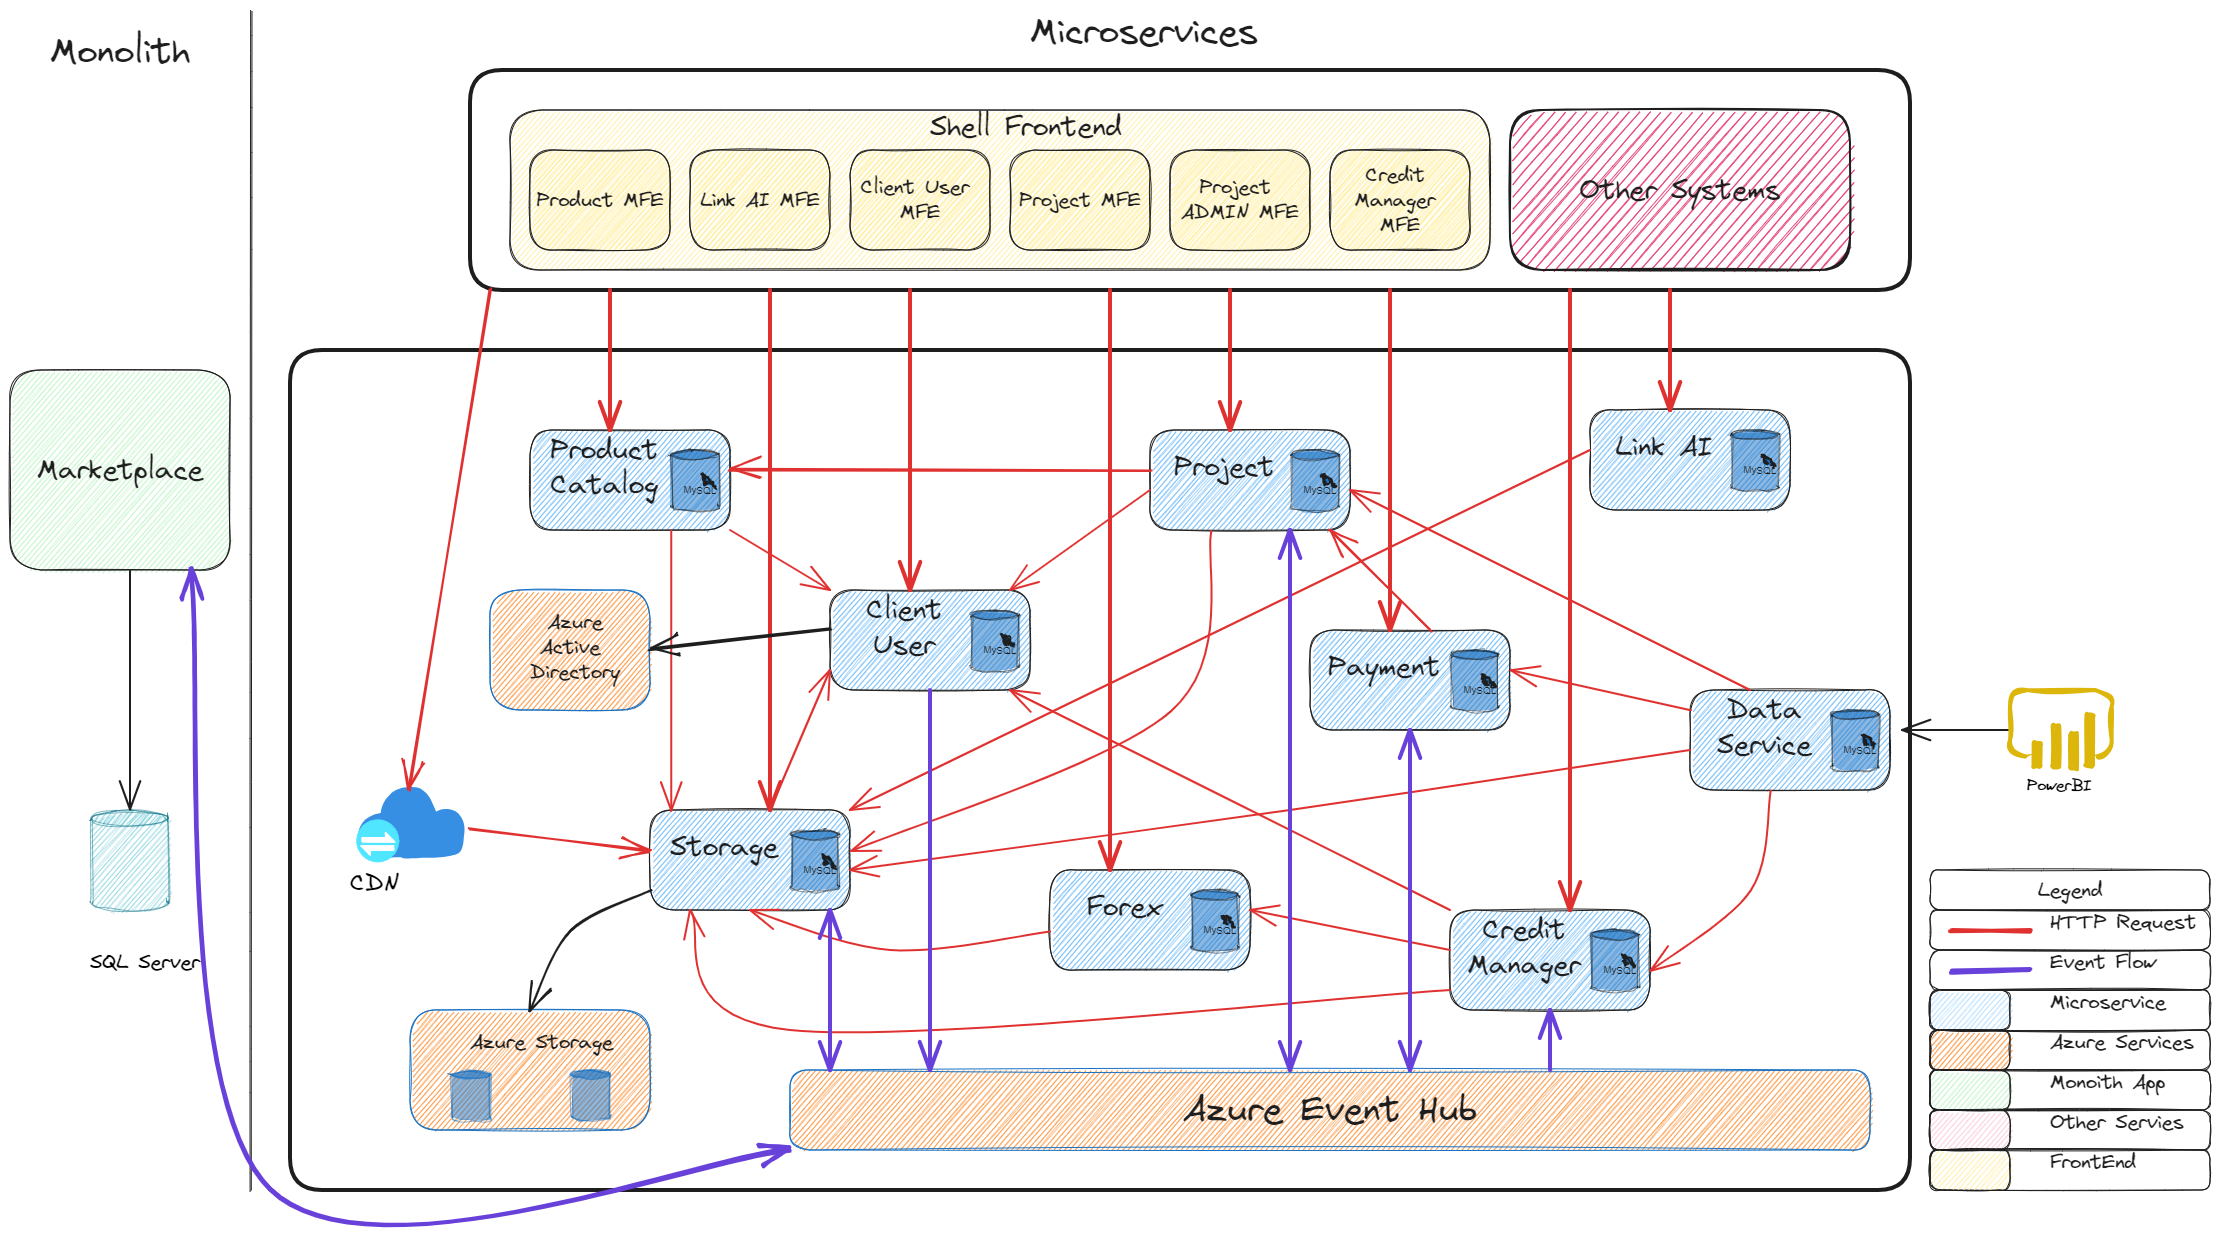 Monolith
Microservices
Shell Frontend
Product MFE
Link AI MFE
Client User
MFE
Project MFE
Project
ADMIN MFE
Credit
Manager
MFE
Other Systems
Marketplace
SQL Server
Product
Catalog
MySQL
Project
MySQL
Link AI
MySQL
Azure
Active
Directory
Client
User
MySQL
Payment
MySQL
Data
Service
MySQL
PowerBI
CDN
Storage
MySQL
Forex
MySQL
Credit
Manager
MySQL
Azure Storage
Azure Event Hub
Legend
HTTP Request
Event Flow
Microservice
Azure Services
Monoith App
Other Servies
FrontEnd